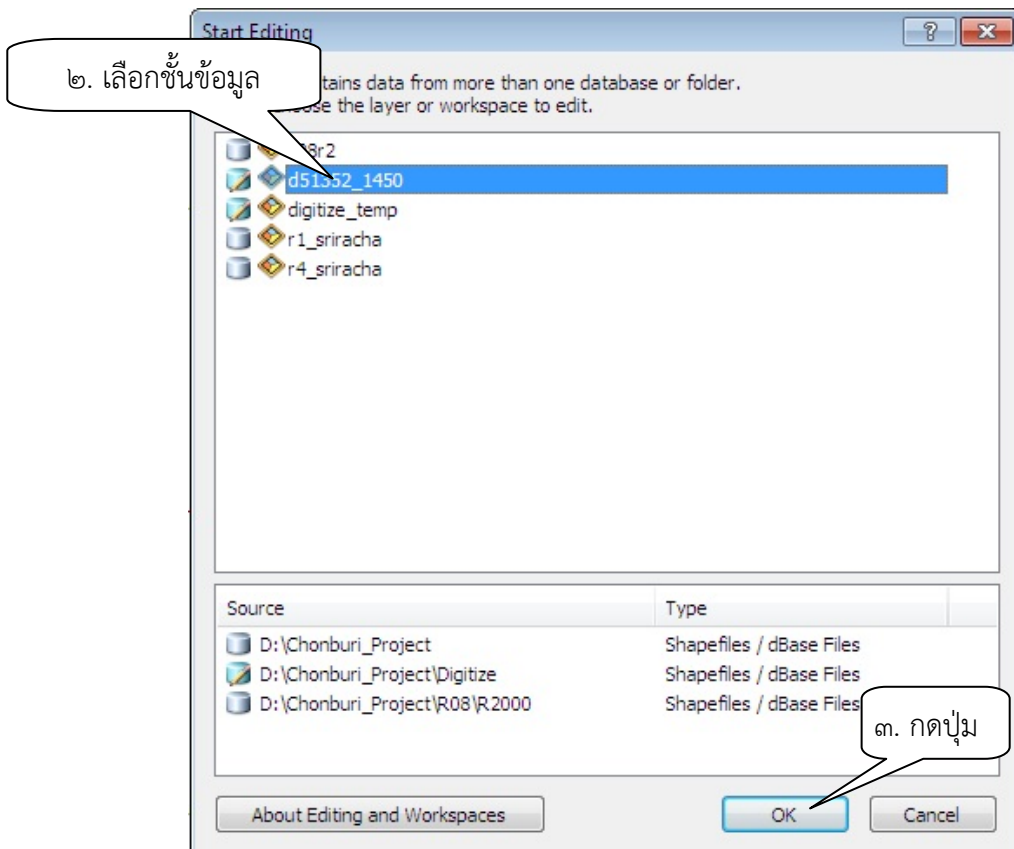 Start Editing
๒. เลือกชั้นข้อมูล
tains data from more than one database or folder.
oose the layer or workspace to edit.
08r2
d51352_1450
digitize_temp
r1_sriracha
r4_sriracha
Source Type
D:\Chonburi_Project Shapefiles / dBase Files
D:\Chonburi_Project\Digitize Shapefiles / dBase Files
D:\Chonburi_Project\R08\R2000 Shapefiles / dBase Files
๓. กดปุ่ม
About Editing and Workspaces OK Cancel